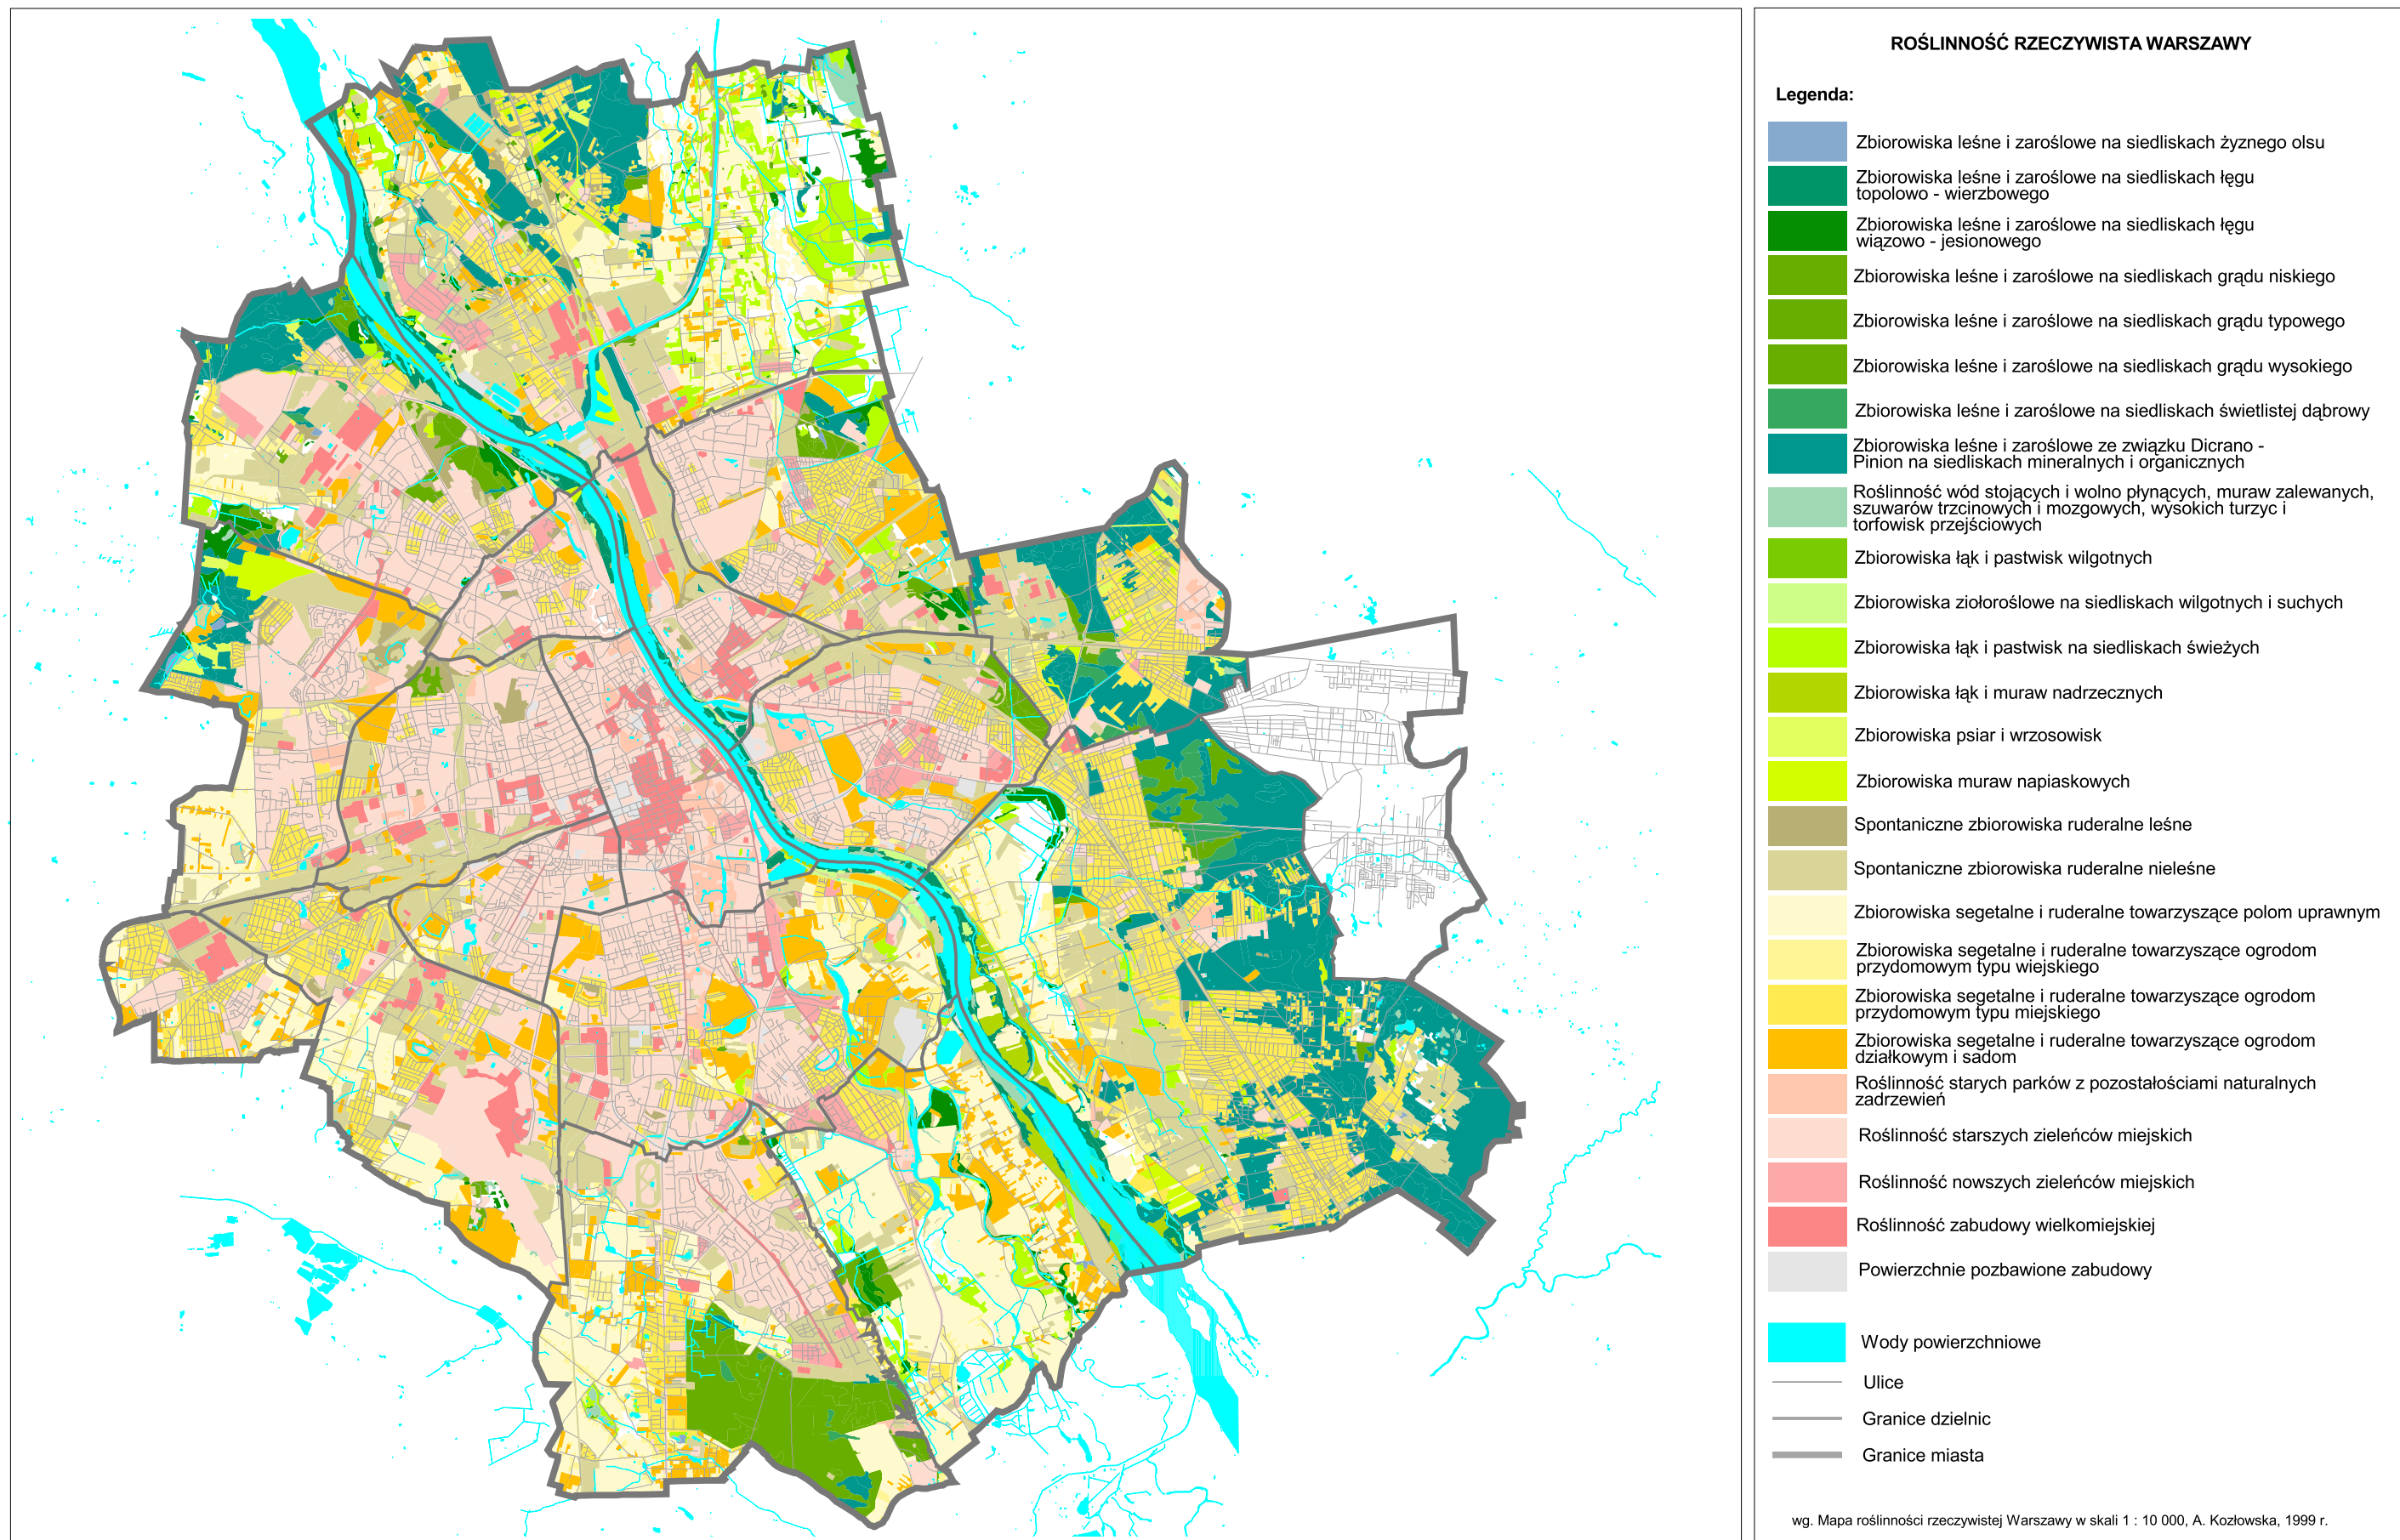 ROŚLINNOŚĆ RZECZYWISTA WARSZAWY
Legenda:
Zbiorowiska leśne i zaroślowe na siedliskach żyznego olsu
Zbiorowiska leśne i zaroślowe na siedliskach łęgu
topolowo - wierzbowego
Zbiorowiska leśne i zaroślowe na siedliskach łęgu
wiązowo - jesionowego
Zbiorowiska leśne i zaroślowe na siedliskach grądu niskiego
Zbiorowiska leśne i zaroślowe na siedliskach grądu typowego
Zbiorowiska leśne i zaroślowe na siedliskach grądu wysokiego
Zbiorowiska leśne i zaroślowe na siedliskach świetlistej dąbrowy
Zbiorowiska leśne i zaroślowe ze związku Dicrano -
Pinion na siedliskach mineralnych i organicznych
Roślinność wód stojących i wolno płynących, muraw zalewanych,
szuwarów trzcinowych i mozgowych, wysokich turzyc i
torfowisk przejściowych
Zbiorowiska łąk i pastwisk wilgotnych
Zbiorowiska ziołoroślowe na siedliskach wilgotnych i suchych
Zbiorowiska łąk i pastwisk na siedliskach świeżych
Zbiorowiska łąk i muraw nadrzecznych
Zbiorowiska psiar i wrzosowisk
Zbiorowiska muraw napiaskowych
Spontaniczne zbiorowiska ruderalne leśne
Spontaniczne zbiorowiska ruderalne nieleśne
Zbiorowiska segetalne i ruderalne towarzyszące polom uprawnym
Zbiorowiska segetalne i ruderalne towarzyszące ogrodom
przydomowym typu wiejskiego
Zbiorowiska segetalne i ruderalne towarzyszące ogrodom
przydomowym typu miejskiego
Zbiorowiska segetalne i ruderalne towarzyszące ogrodom
działkowym i sadom
Roślinność starych parków z pozostałościami naturalnych
zadrzewień
Roślinność starszych zieleńców miejskich
Roślinność nowszych zieleńców miejskich
Roślinność zabudowy wielkomiejskiej
Powierzchnie pozbawione zabudowy
Wody powierzchniowe
Ulice
Granice dzielnic
Granice miasta
wg. Mapa roślinności rzeczywistej Warszawy w skali 1 : 10 000, A. Kozłowska, 1999 r.